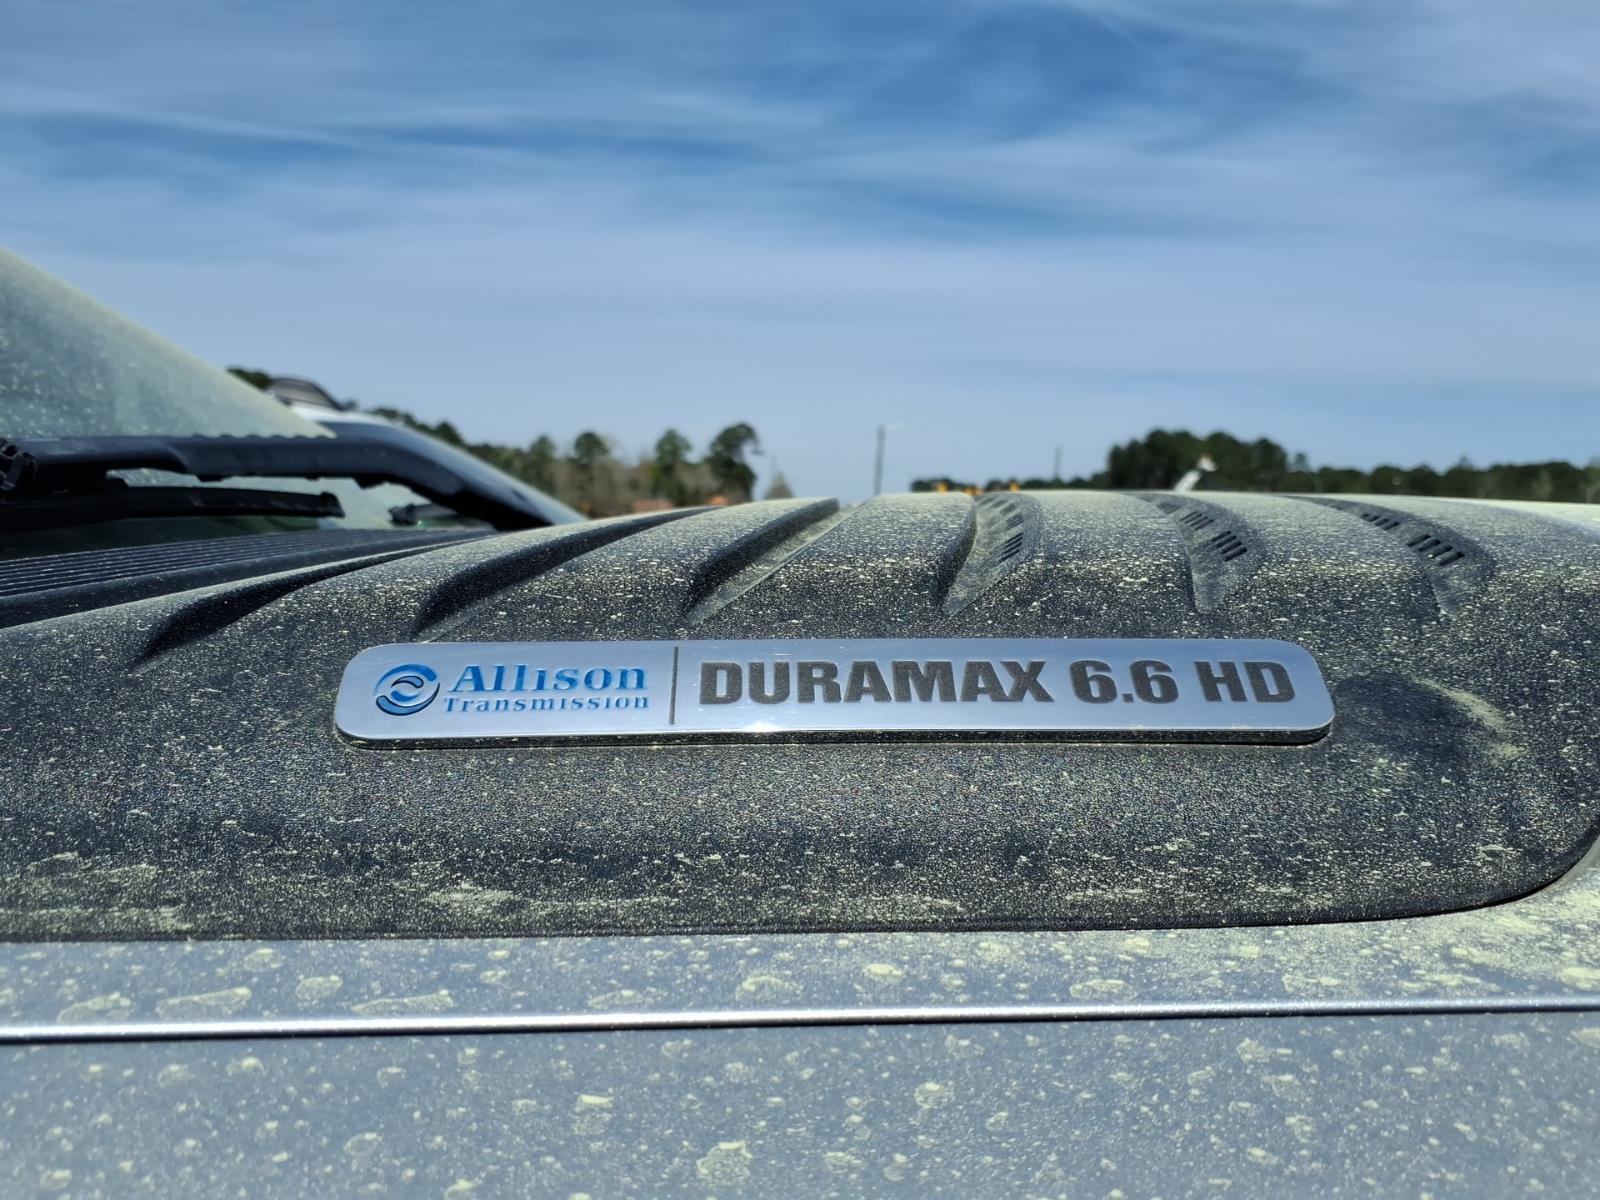 Allison
Transmission
DURAMAX 6.6 HD